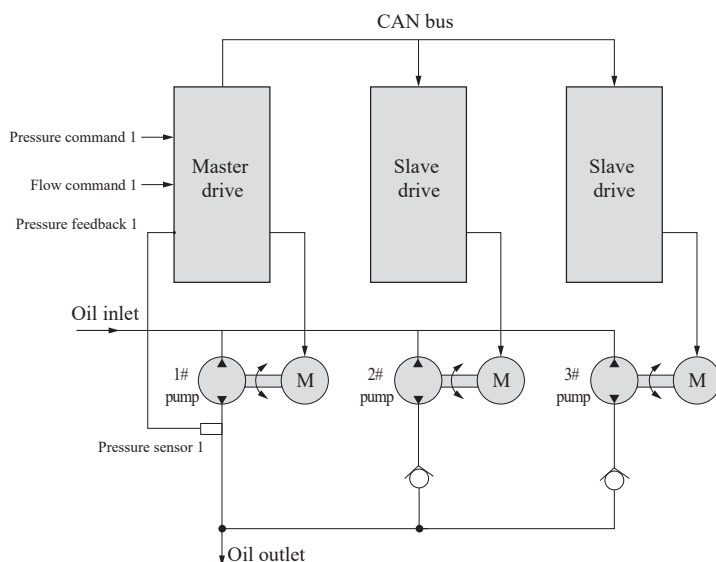 CAN bus
Pressure command 1
Flow command 1
Pressure feedback 1
Master
drive
Slave
drive
Slave
drive
Oil inlet
1#
pump
M
2#
pump
M
3#
pump
M
Pressure sensor 1
Oil outlet